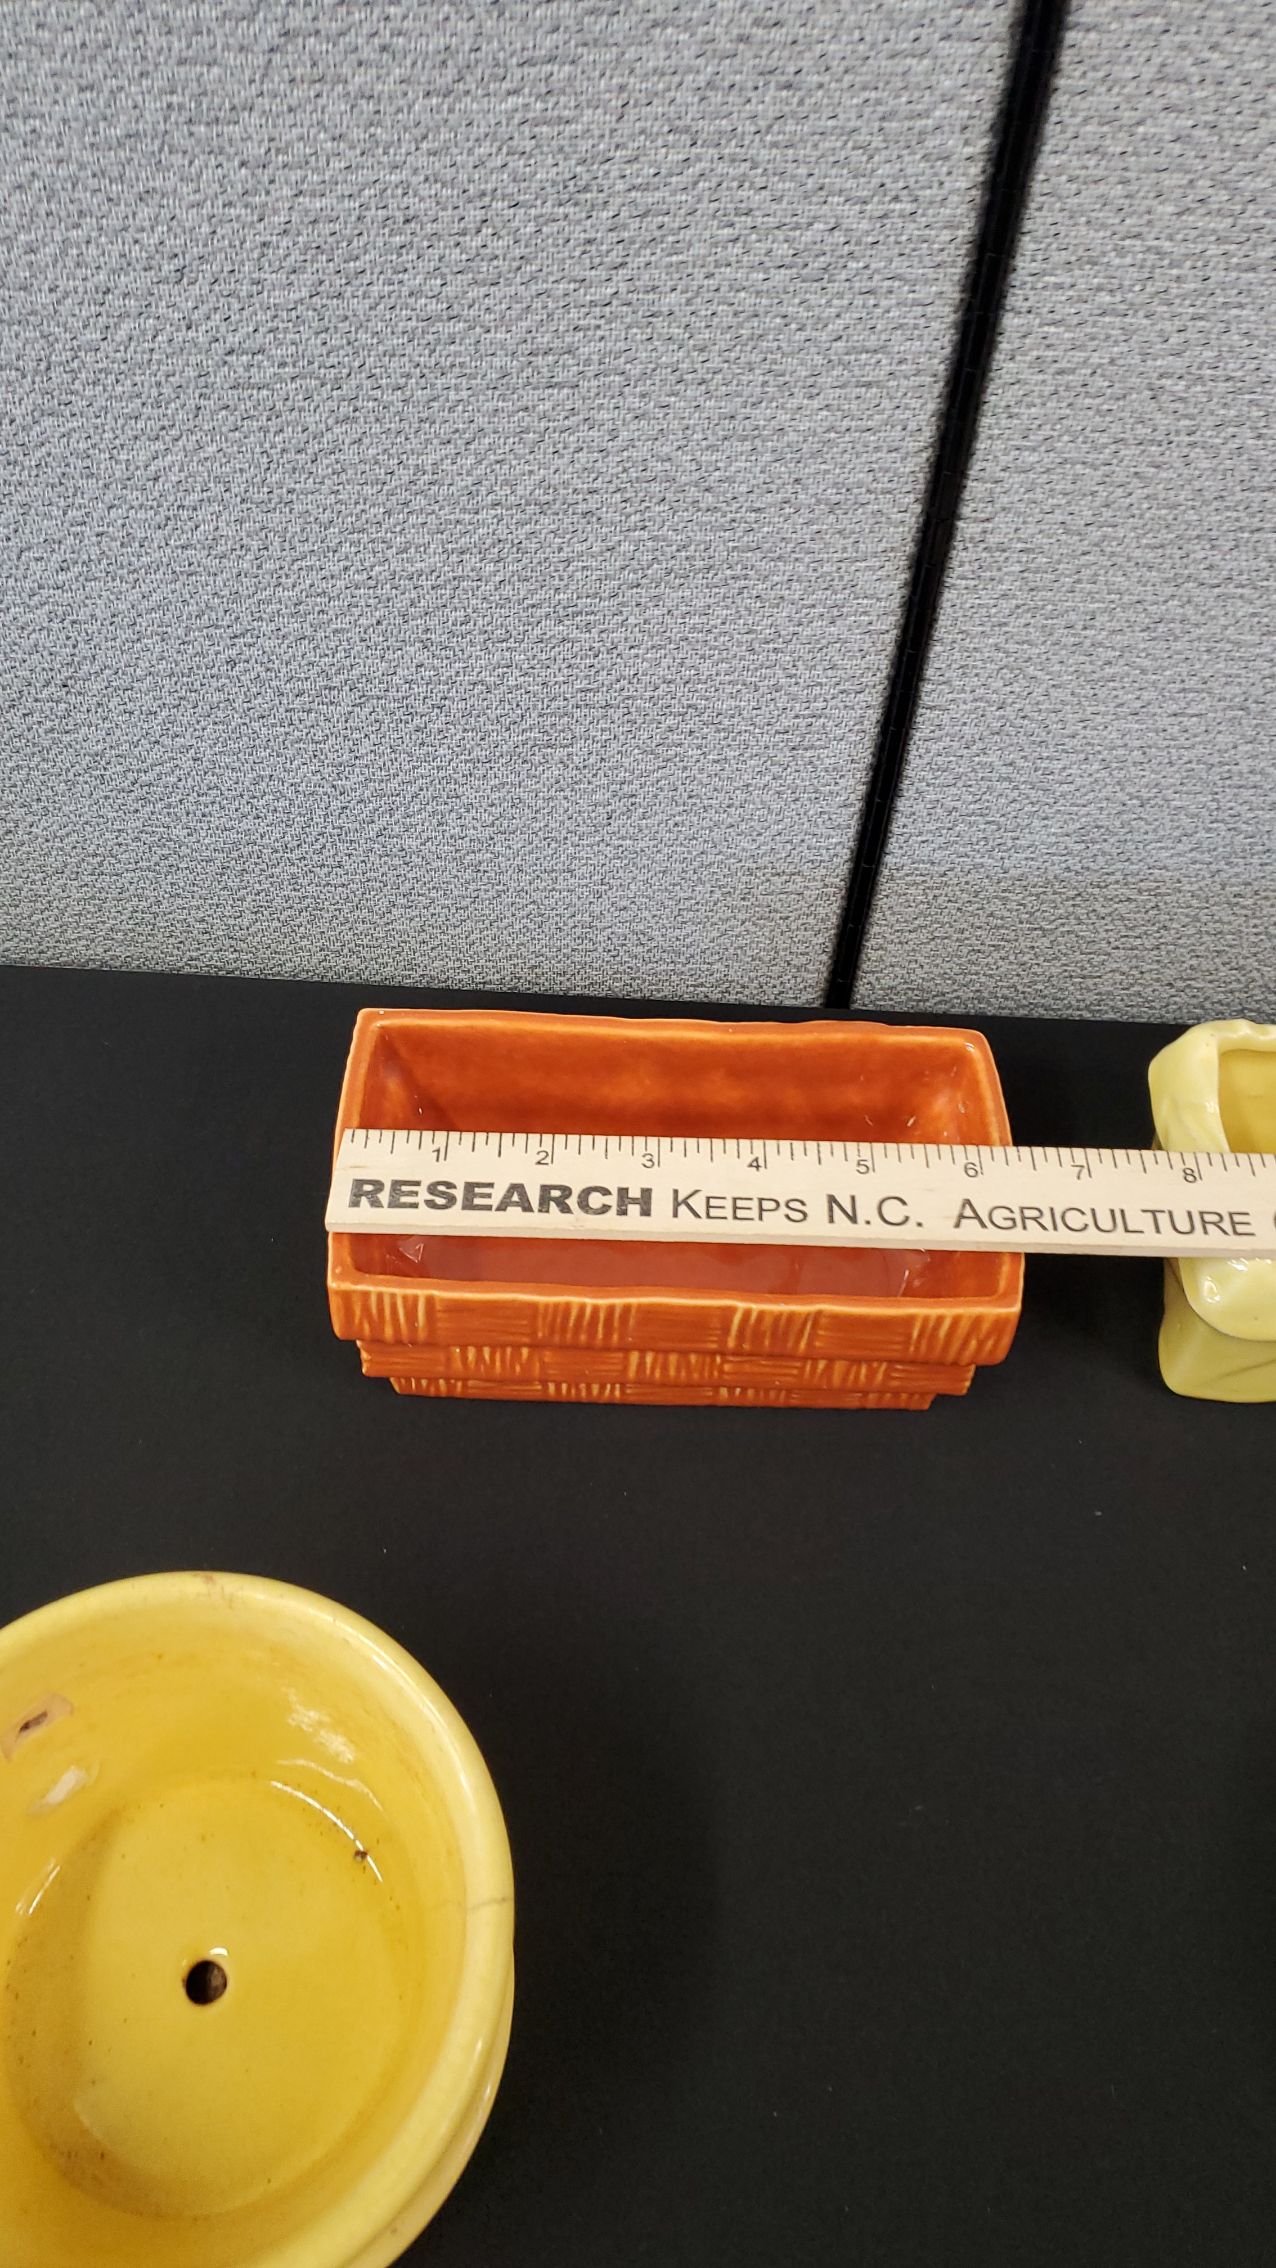 1 2 3 4 5 6 7 8
RESEARCH KEEPS N.C. AGRICULTURE